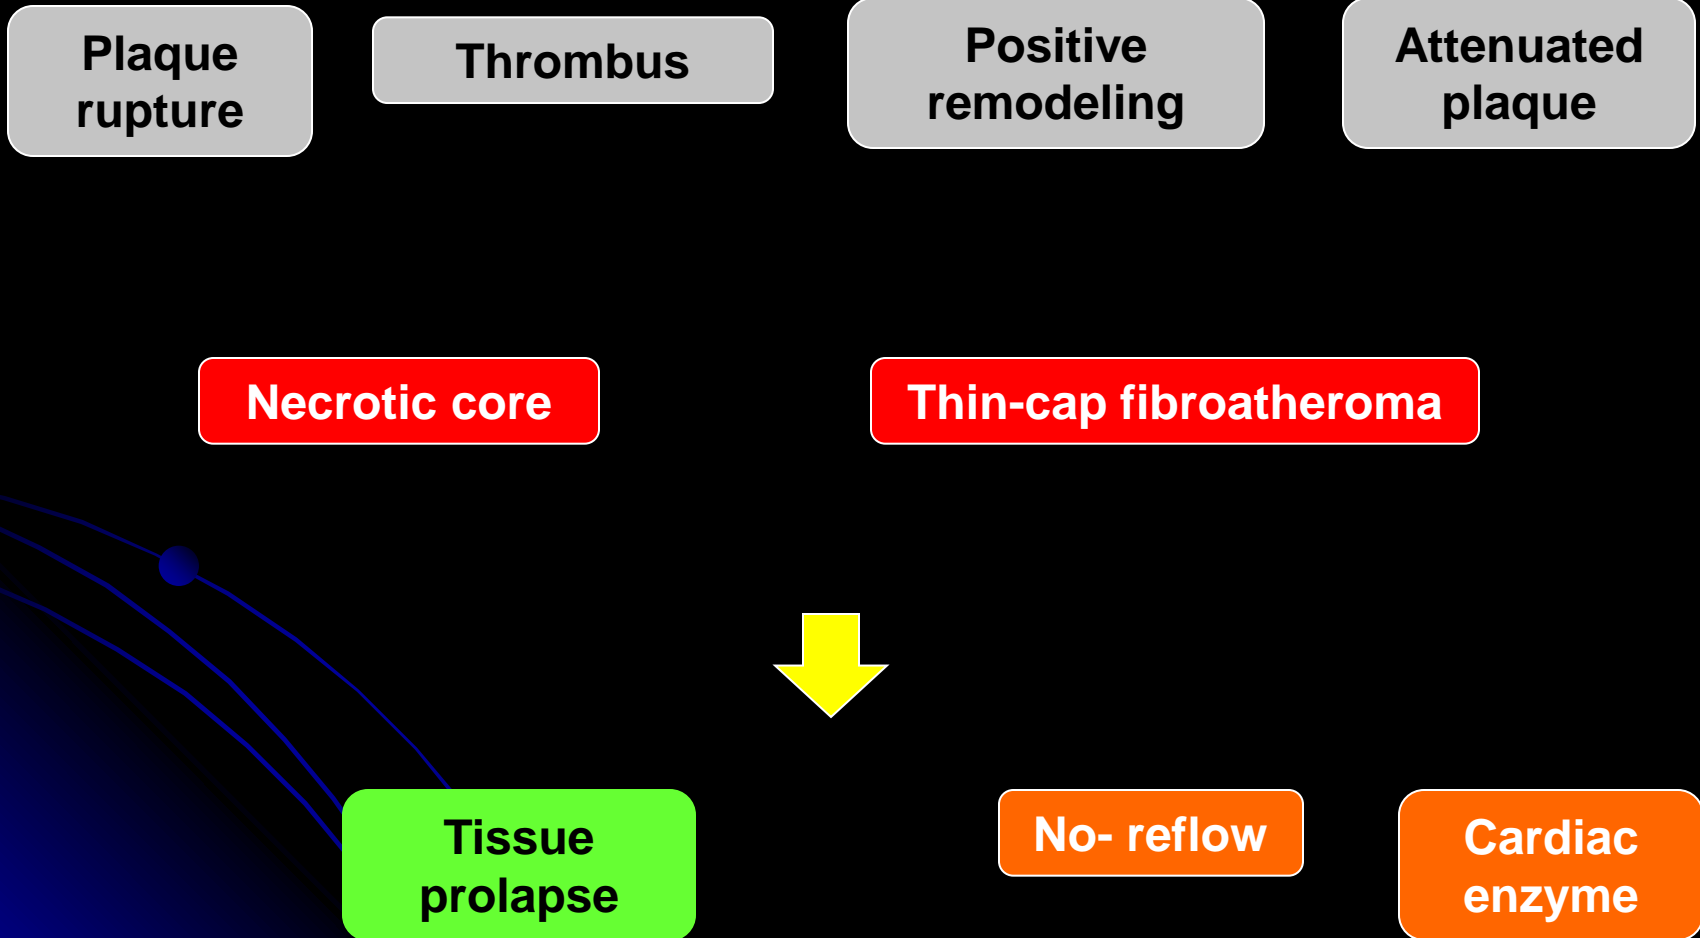 Plaque
rupture
Thrombus
Positive
remodeling
Attenuated
plaque
Necrotic core
Thin-cap fibroatheroma
Tissue
prolapse
No- reflow
Cardiac
enzyme